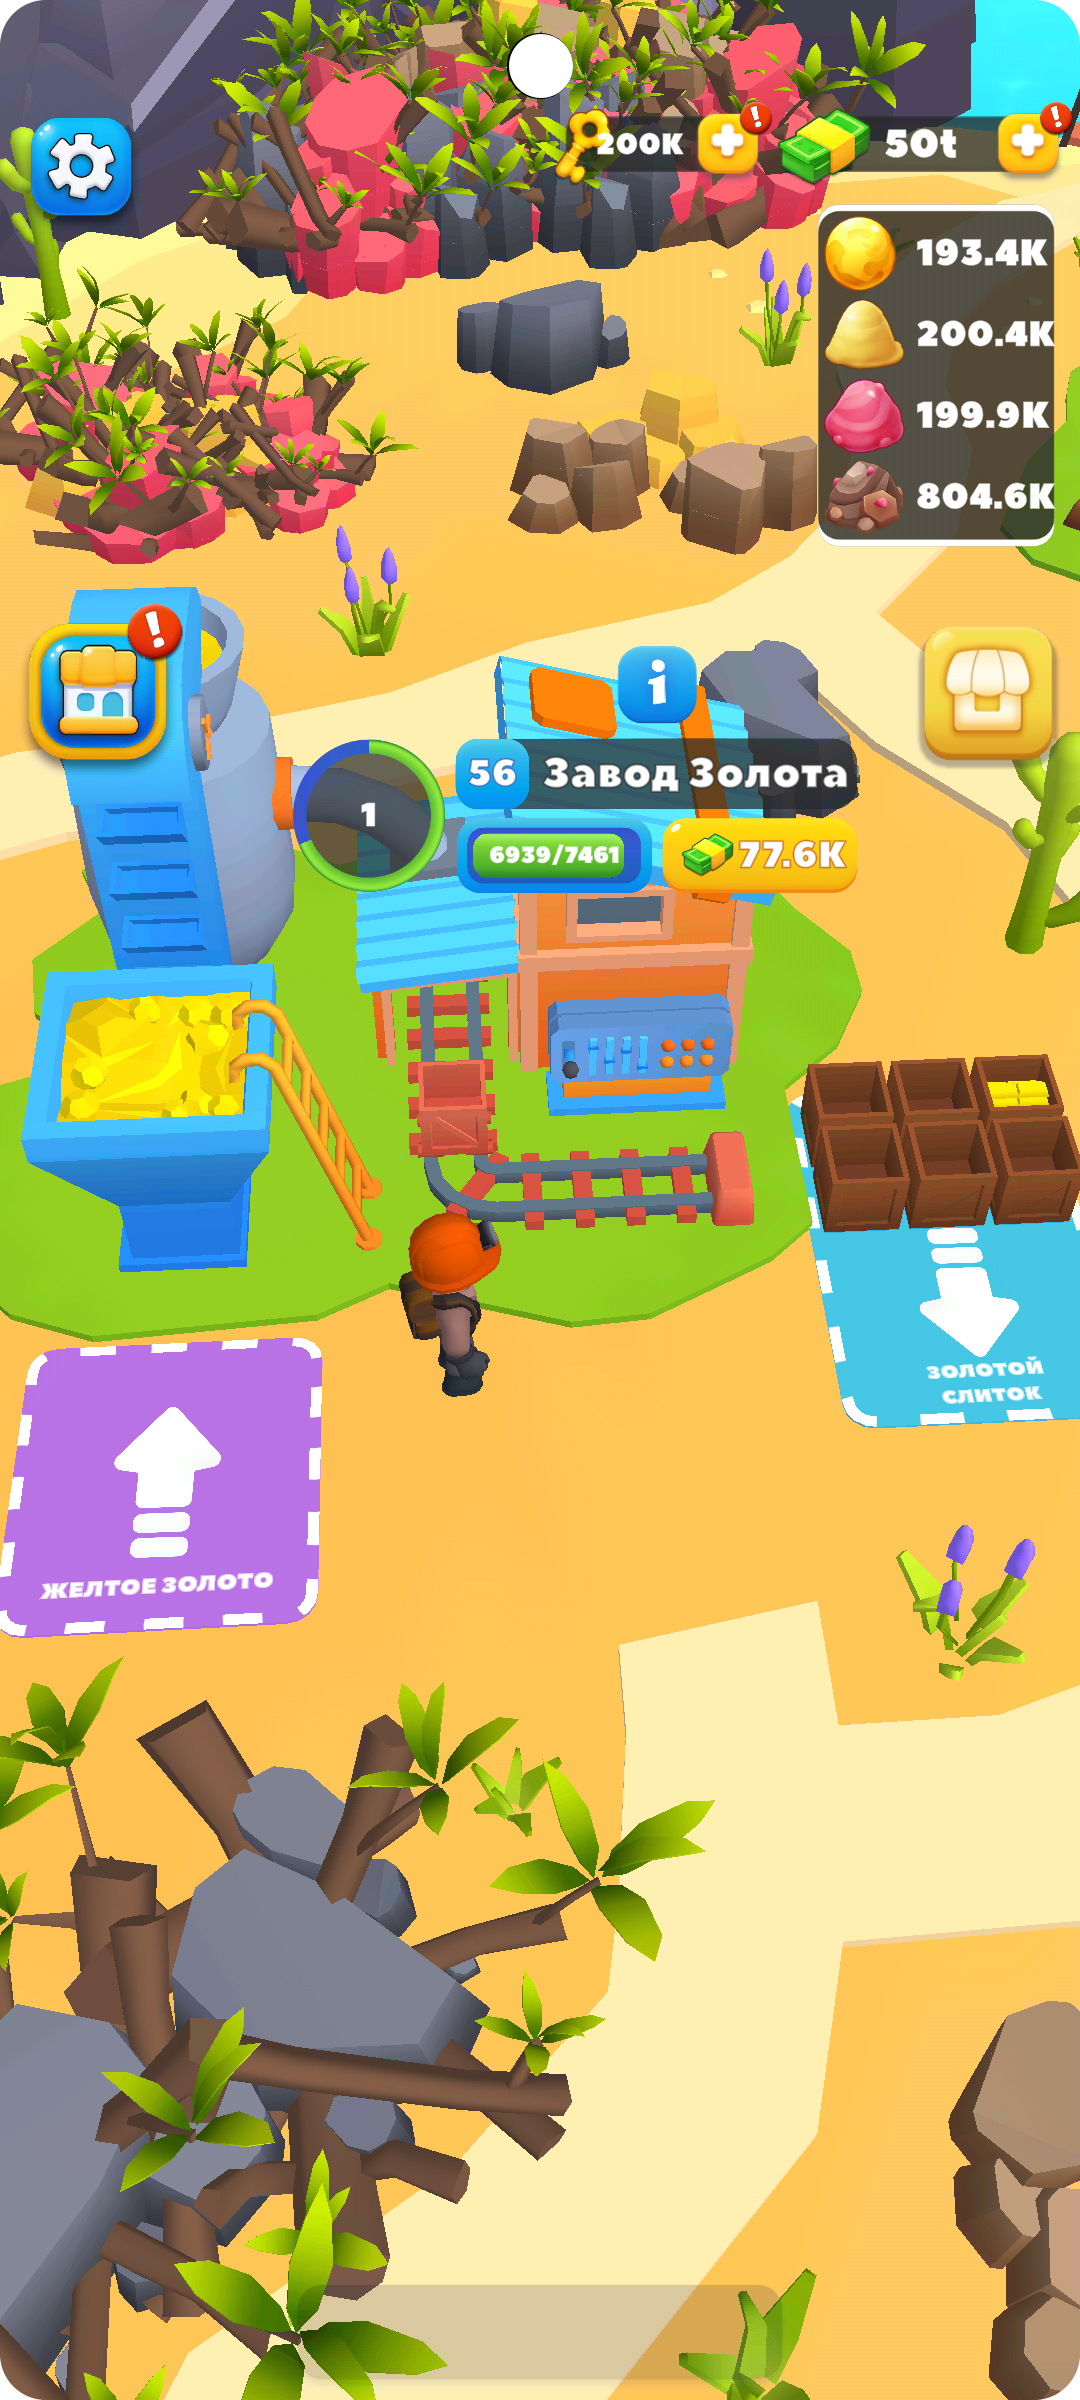 200K
50t
193.4K
200.4K
199.9K
804.6K
56 Завод Золота
1
6939/7461
77.6K
ЗОЛОТОЙ
СЛИТОК
ЖЕЛТОЕ ЗОЛОТО